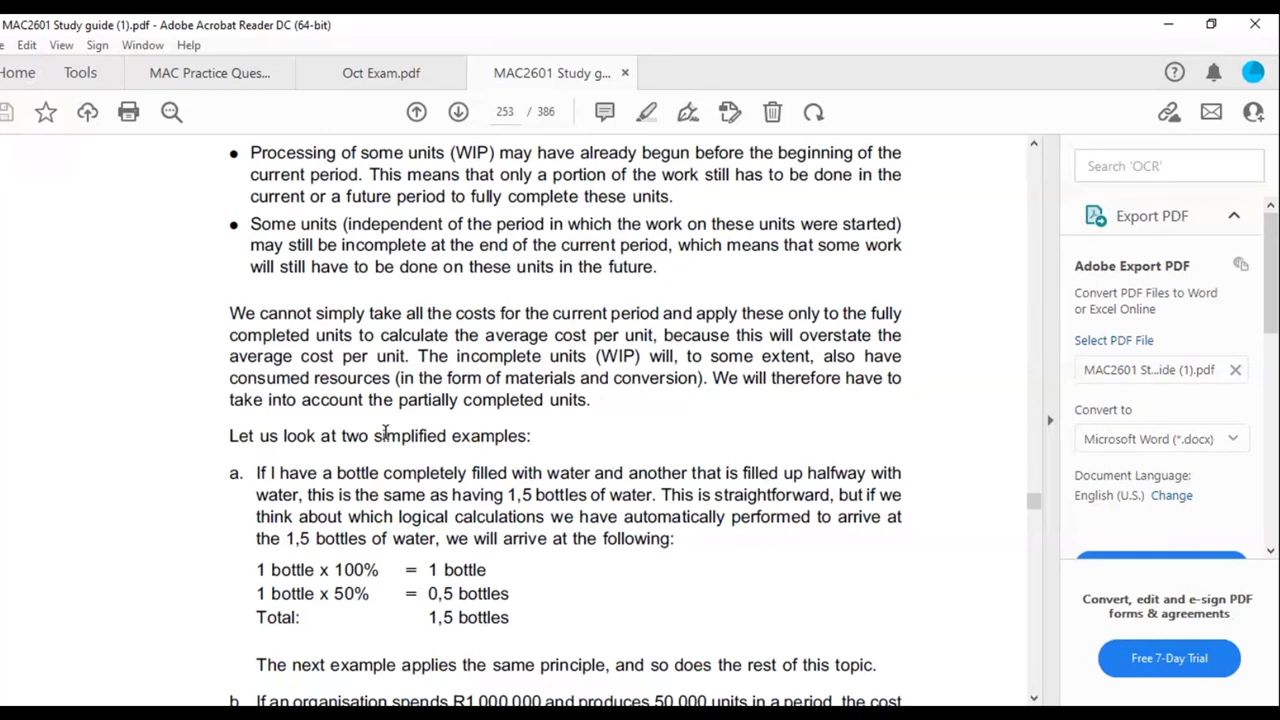 MAC2601 Study guide (1).pdf - Adobe Acrobat Reader DC (64-bit)
Edit View Sign Window Help
Home Tools MAC Practice Ques... Oct Exam.pdf MAC2601 Study g... ×
253 / 386
• Processing of some units (WIP) may have already begun before the beginning of the
current period. This means that only a portion of the work still has to be done in the
current or a future period to fully complete these units.
• Some units (independent of the period in which the work on these units were started)
may still be incomplete at the end of the current period, which means that some work
will still have to be done on these units in the future.
We cannot simply take all the costs for the current period and apply these only to the fully
completed units to calculate the average cost per unit, because this will overstate the
average cost per unit. The incomplete units (WIP) will, to some extent, also have
consumed resources (in the form of materials and conversion). We will therefore have to
take into account the partially completed units.
Let us look at two simplified examples:
a. If I have a bottle completely filled with water and another that is filled up halfway with
water, this is the same as having 1,5 bottles of water. This is straightforward, but if we
think about which logical calculations we have automatically performed to arrive at
the 1,5 bottles of water, we will arrive at the following:
1 bottle x 100% = 1 bottle
1 bottle x 50% = 0,5 bottles
Total: 1,5 bottles
The next example applies the same principle, and so does the rest of this topic.
b. If an organisation spends R1 000 000 and produces 50 000 units in a period, the cost
Search 'OCR'
Export PDF
Adobe Export PDF
Convert PDF Files to Word
or Excel Online
Select PDF File
MAC2601 St...ide (1).pdf
Convert to
Microsoft Word (*.docx)
Document Language:
English (U.S.) Change
Convert, edit and e-sign PDF
forms & agreements
Free 7-Day Trial